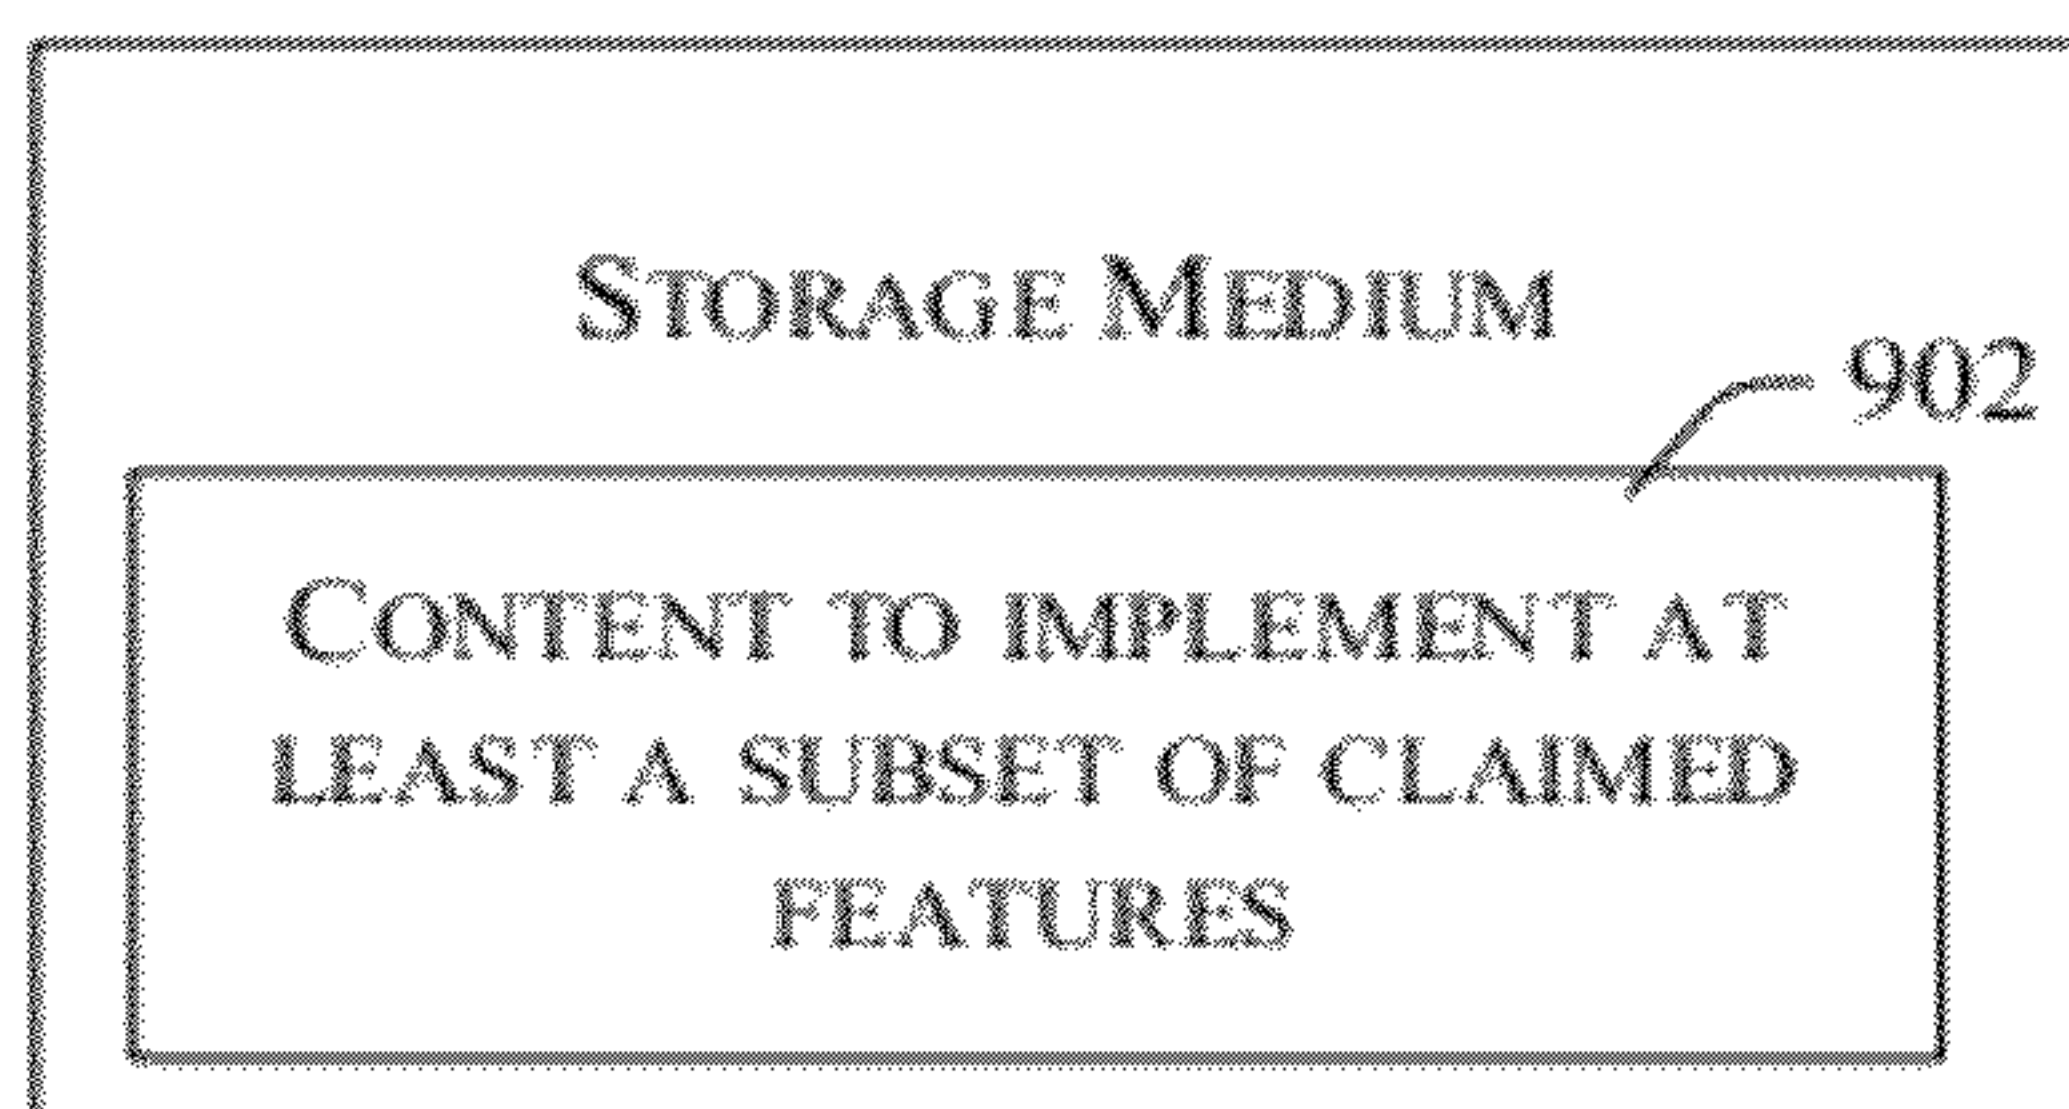 STORAGE MEDIUM
902
CONTENT TO IMPLEMENT AT
LEAST A SUBSET OF CLAIMED
FEATURES